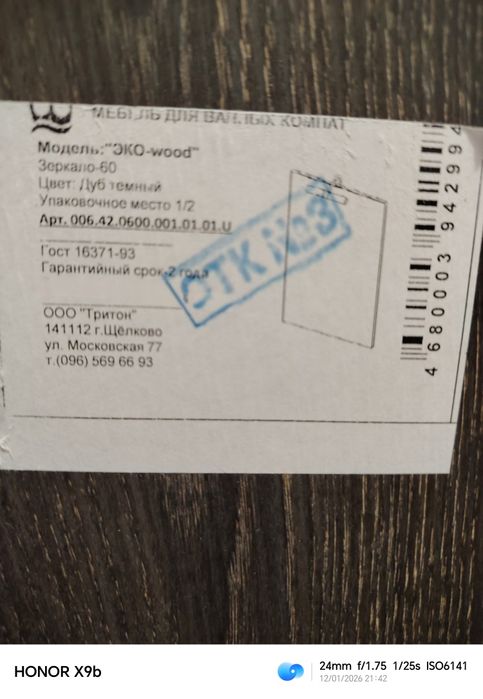 МЕБЕЛЬ ДЛЯ ВАННЫХ КОМНАТ
Модель:"ЭКО-wood"
Зеркало-60
Цвет: Дуб темный
Упаковочное место 1/2
Арт. 006.42.0600.001.01.01.U
Гост 16371-93
Гарантийный срок-2 года
ООО "Тритон"
141112 г.Щёлково
ул. Московская 77
т.(096) 569 66 93
ОТК №3
4 680003 942994
HONOR X9b
24mm f/1.75 1/25s ISO6141
12/01/2026 21:42